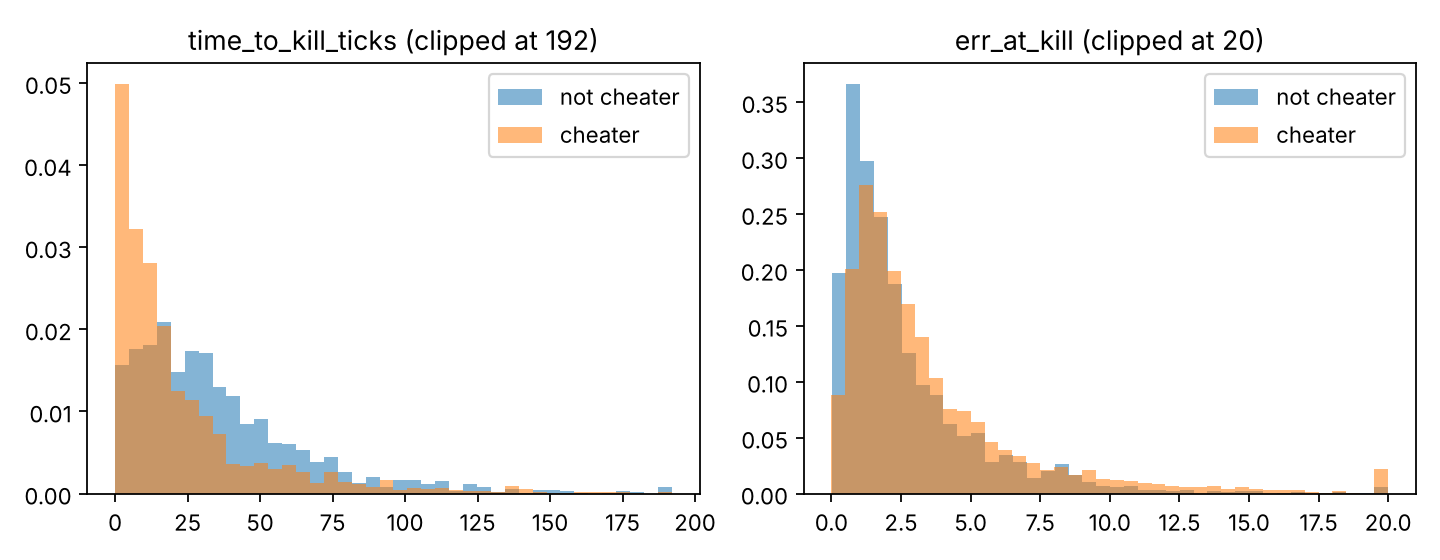 time_to_kill_ticks (clipped at 192)
not cheater
cheater
0.05
0.04
0.03
0.02
0.01
0.00
0 25 50 75 100 125 150 175 200
err_at_kill (clipped at 20)
not cheater
cheater
0.35
0.30
0.25
0.20
0.15
0.10
0.05
0.00
0.0 2.5 5.0 7.5 10.0 12.5 15.0 17.5 20.0